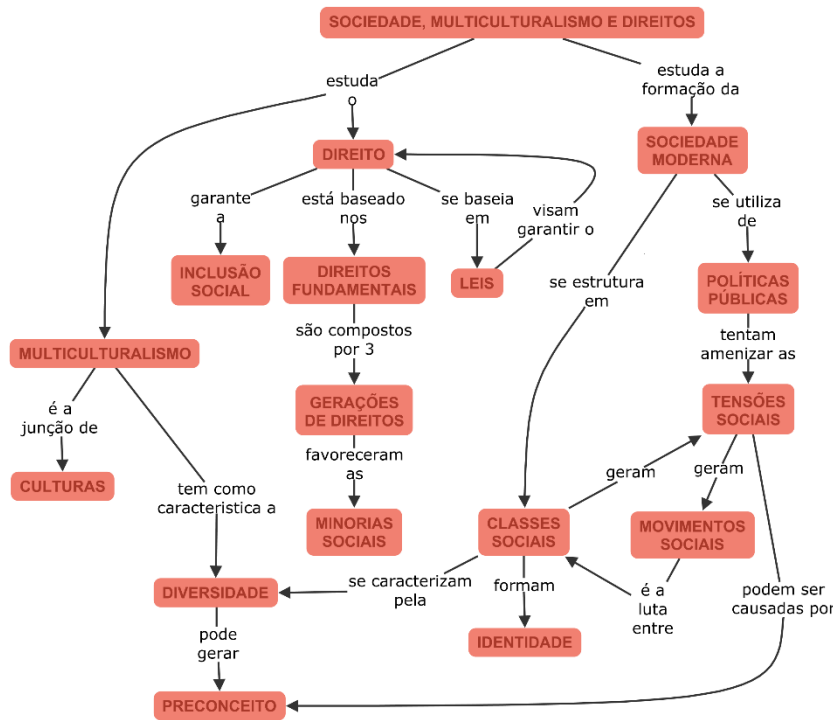 SOCIEDADE, MULTICULTURALISMO E DIREITOS
estuda
o
estuda a
formação da
DIREITO
SOCIEDADE
MODERNA
garante
a
está baseado
nos
se baseia
em
visam
garantir o
se utiliza
de
INCLUSÃO
SOCIAL
DIREITOS
FUNDAMENTAIS
LEIS
se estrutura
em
POLÍTICAS
PÚBLICAS
MULTICULTURALISMO
são compostos
por 3
tentam
amenizar as
é a
junção de
GERAÇÕES
DE DIREITOS
TENSÕES
SOCIAIS
CULTURAS
tem como
caracteristica a
favoreceram
as
geram
geram
MINORIAS
SOCIAIS
CLASSES
SOCIAIS
MOVIMENTOS
SOCIAIS
DIVERSIDADE
se caracterizam
pela
formam
é a
luta
entre
podem ser
causadas por
pode
gerar
IDENTIDADE
PRECONCEITO